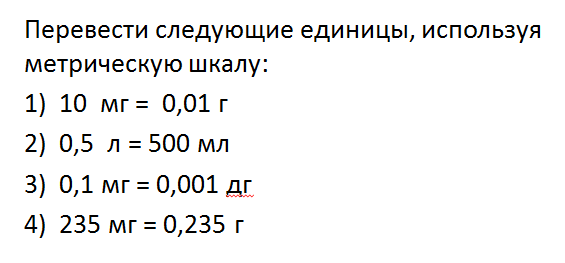 Перевести следующие единицы, используя
метрическую шкалу:
1) 10 мг = 0,01 г
2) 0,5 л = 500 мл
3) 0,1 мг = 0,001 дг
4) 235 мг = 0,235 г